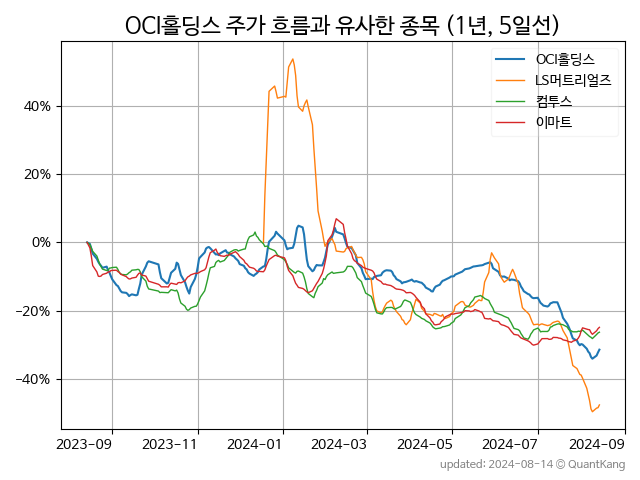 OCI홀딩스 주가 흐름과 유사한 종목 (1년, 5일선)
OCI홀딩스
LS머트리얼즈
컴투스
이마트
40%
20%
0%
−20%
−40%
2023-09 2023-11 2024-01 2024-03 2024-05 2024-07 2024-09
updated: 2024-08-14 © QuantKang